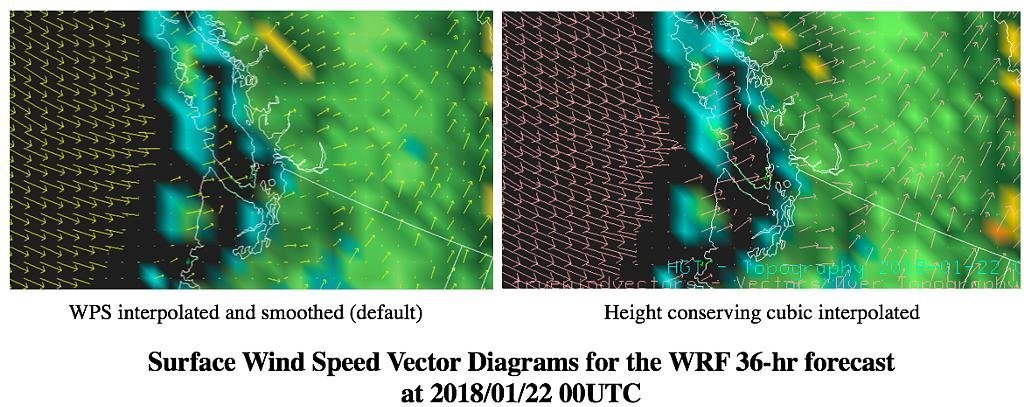 HGT - Topography 2018-01-22
truewindvectors - Vectors Over Topography
WPS interpolated and smoothed (default)
Height conserving cubic interpolated
Surface Wind Speed Vector Diagrams for the WRF 36-hr forecast
at 2018/01/22 00UTC